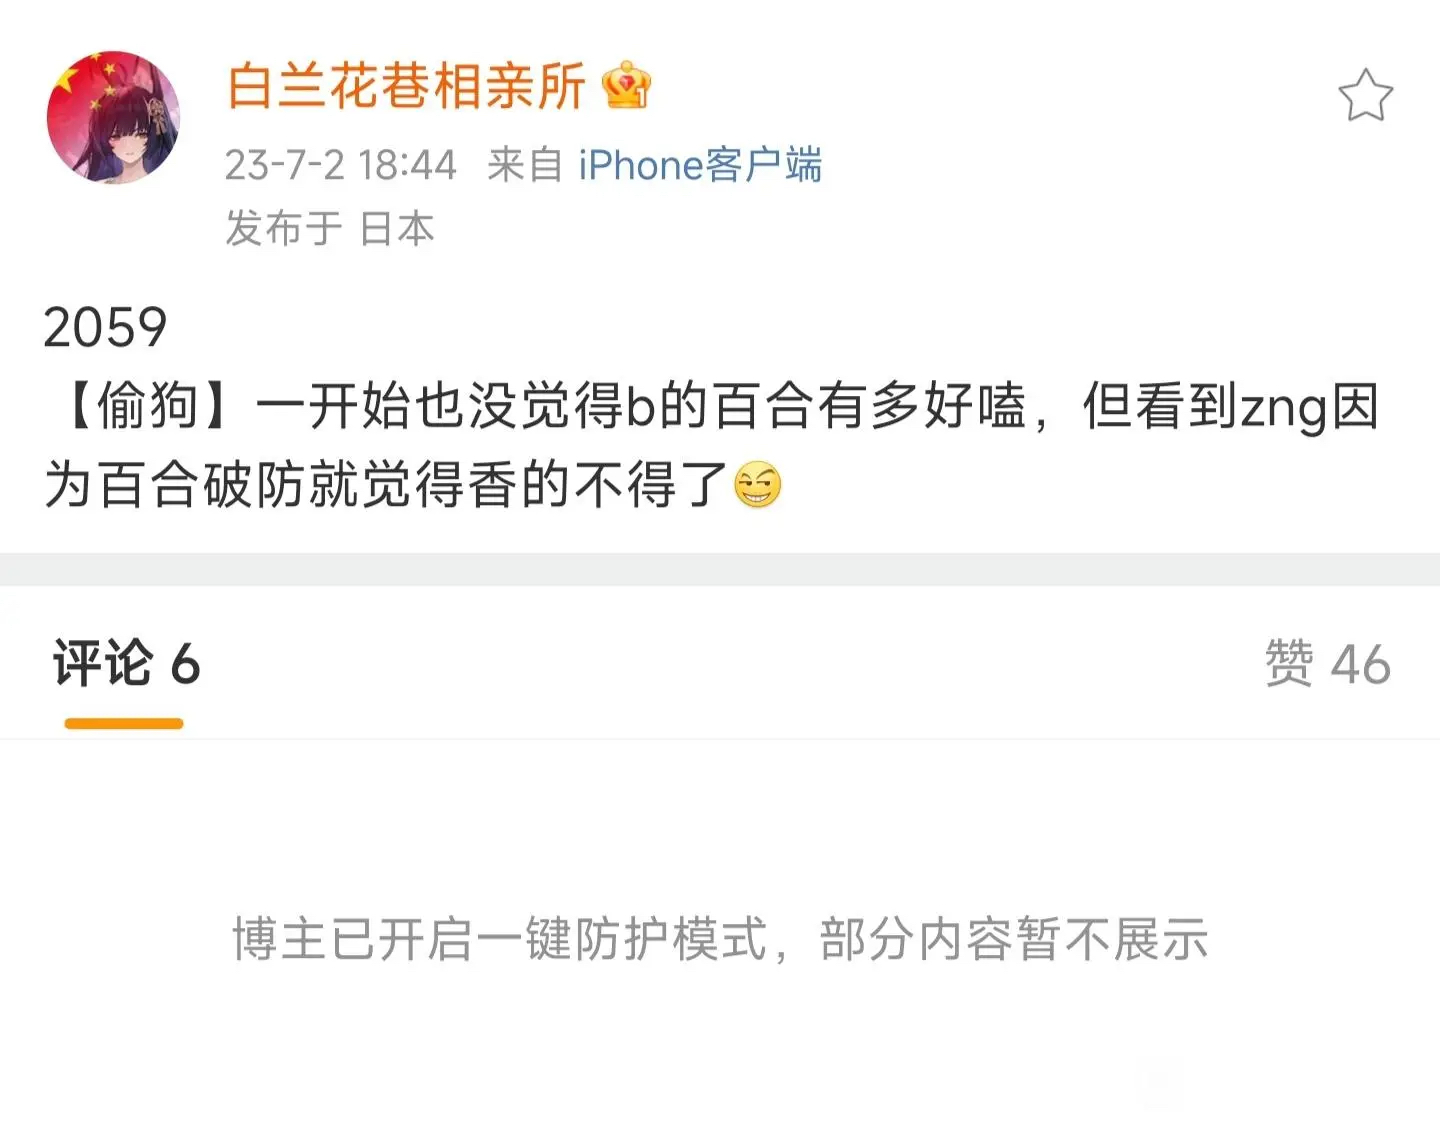 白兰花巷相亲所
23-7-2 18:44 来自 iPhone客户端
发布于 日本
2059
【偷狗】一开始也没觉得b的百合有多好嗑，但看到zng因
为百合破防就觉得香的不得了
评论 6
赞 46
博主已开启一键防护模式，部分内容暂不展示